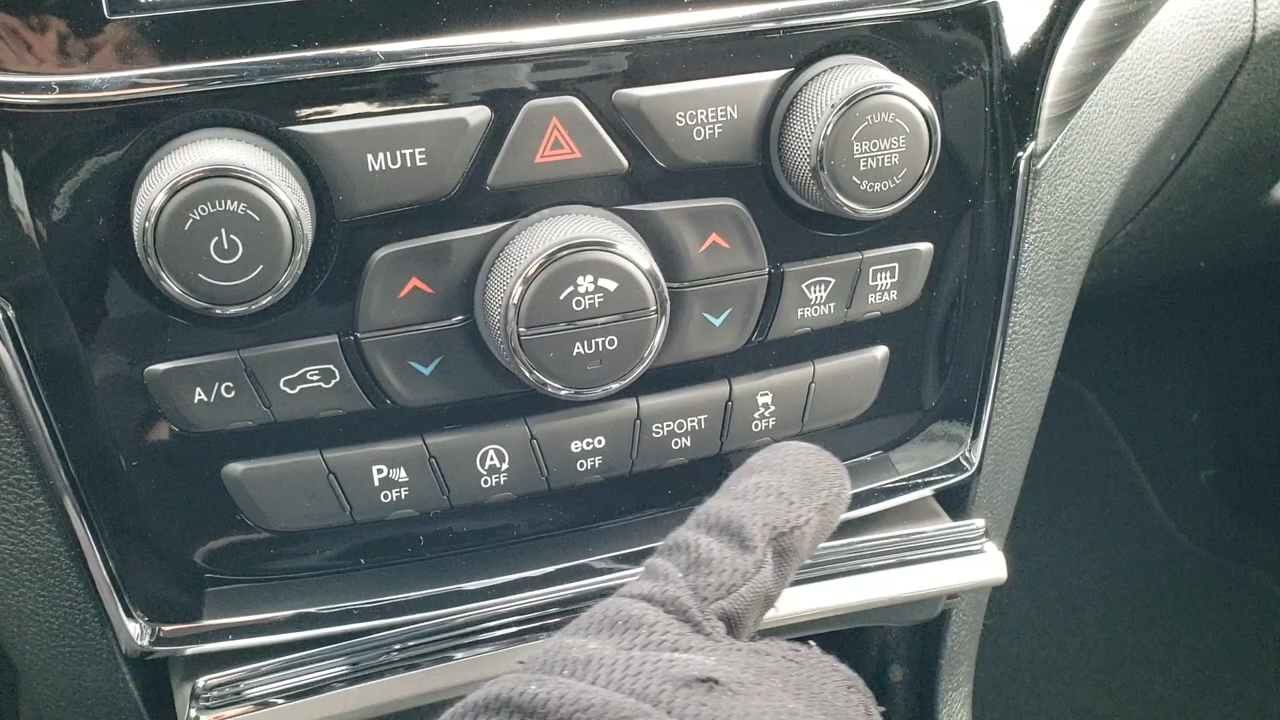 MUTE
SCREEN
OFF
TUNE
BROWSE
ENTER
SCROLL
VOLUME
OFF
AUTO
FRONT
REAR
A/C
P
OFF
A
OFF
eco
OFF
SPORT
ON
OFF